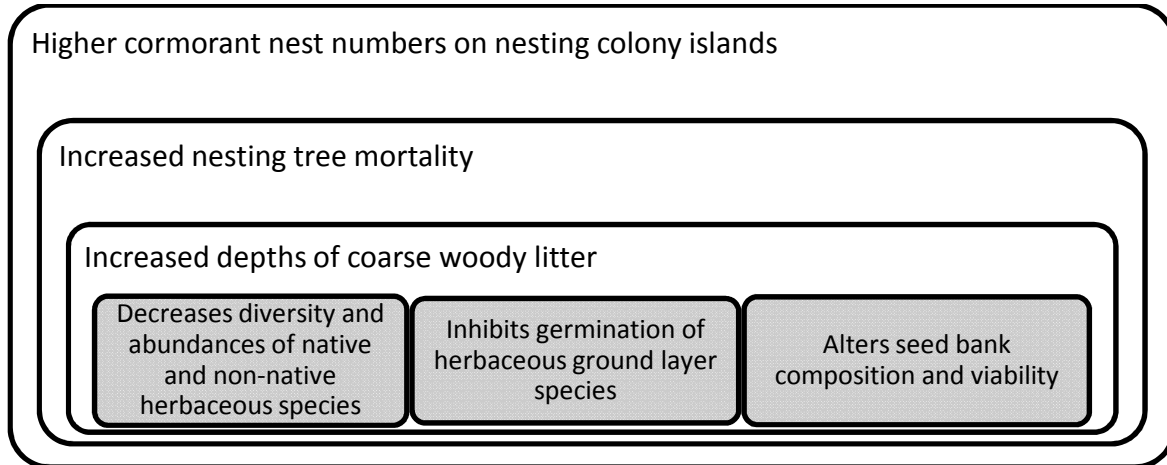 Higher cormorant nest numbers on nesting colony islands
Increased nesting tree mortality
Increased depths of coarse woody litter
Decreases diversity and
abundances of native
and non-native
herbaceous species
Inhibits germination of
herbaceous ground layer
species
Alters seed bank
composition and viability